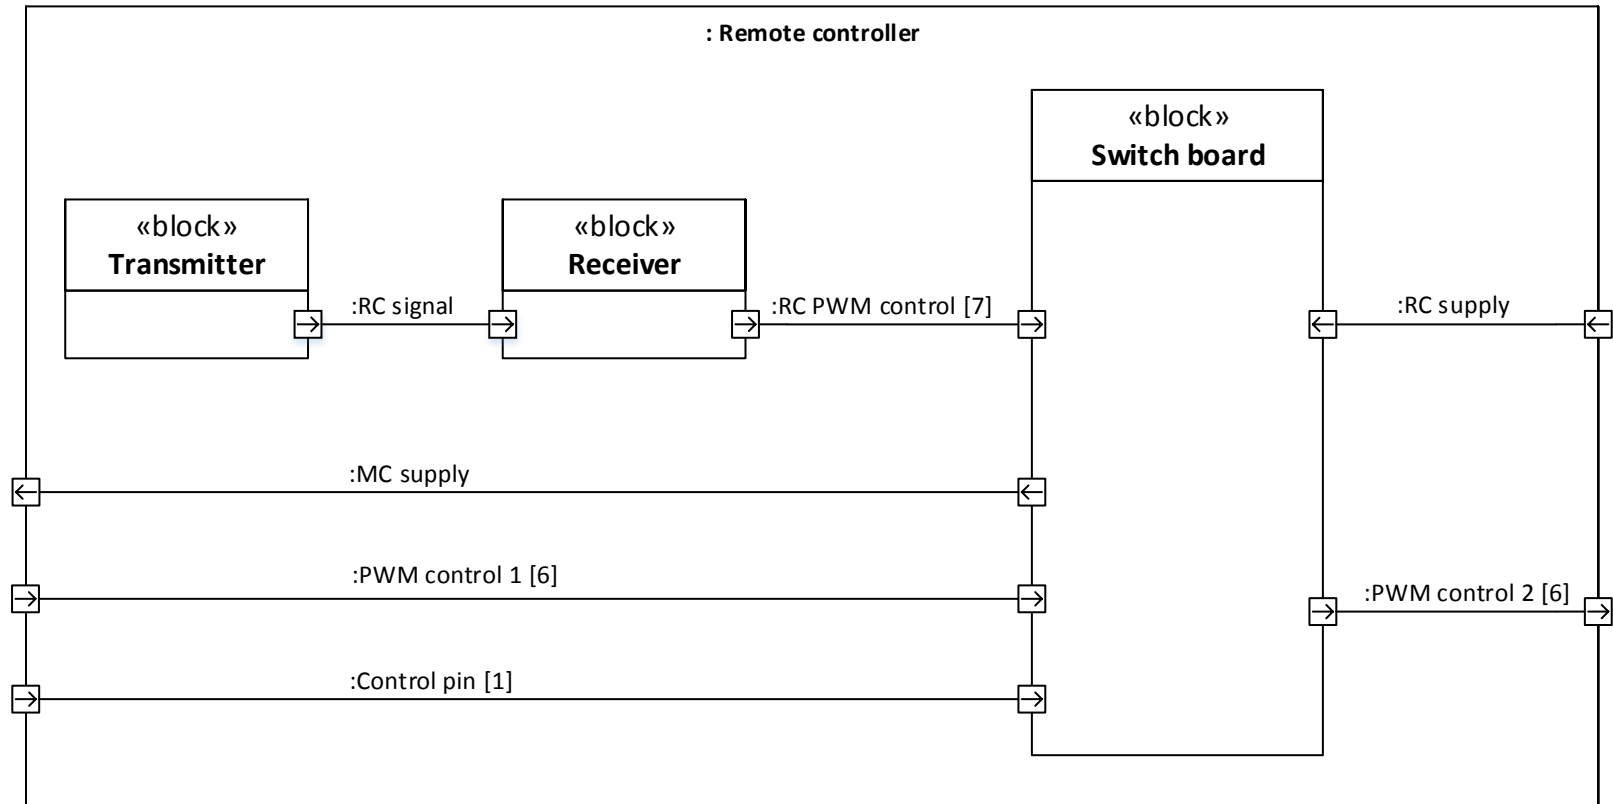 : Remote controller
«block»
Switch board
«block»
Transmitter
«block»
Receiver
:RC signal
:RC PWM control [7]
:RC supply
:MC supply
:PWM control 1 [6]
:PWM control 2 [6]
:Control pin [1]